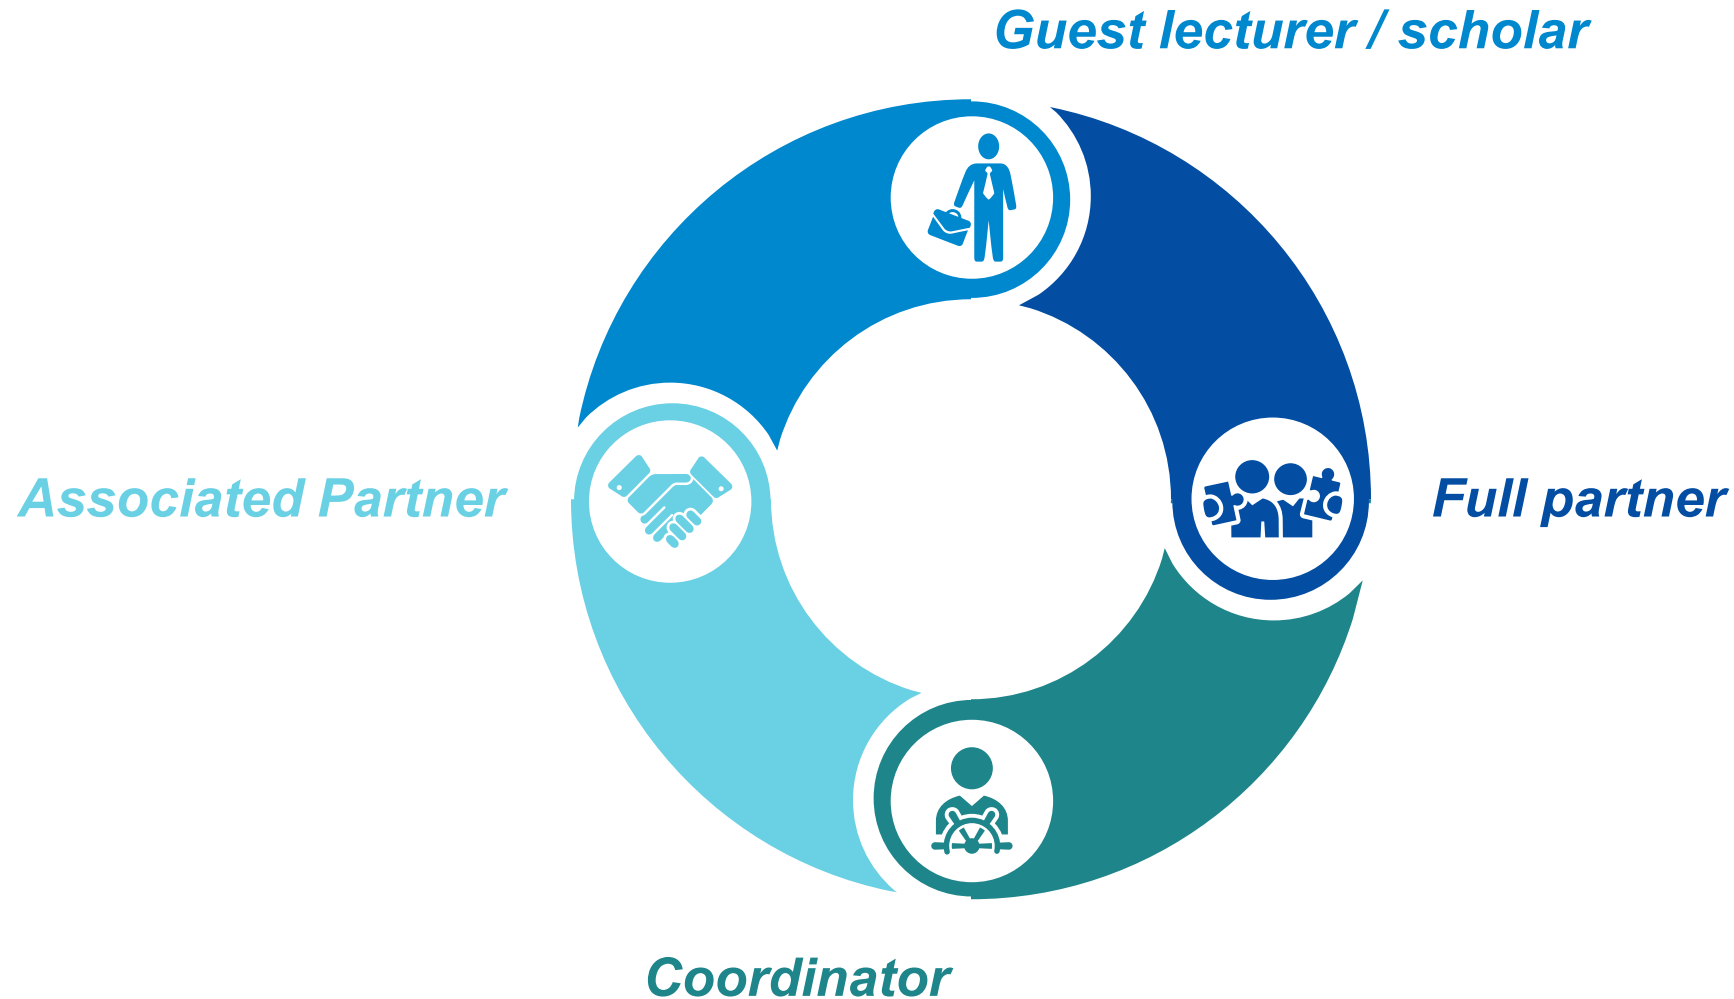 Guest lecturer / scholar
Associated Partner
Full partner
Coordinator